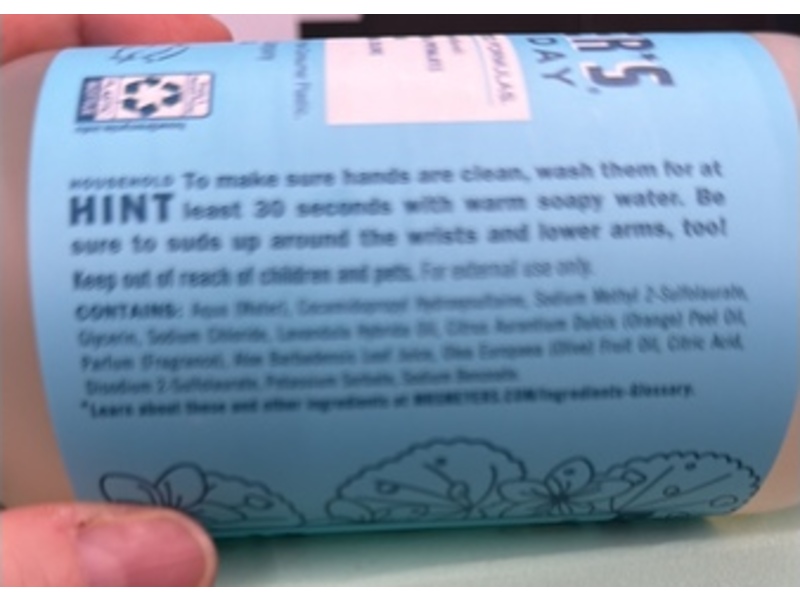 R'S
DAY
FORMULAS.
HOUSEHOLD To make sure hands are clean, wash them for at
HINT least 30 seconds with warm soapy water. Be
sure to suds up around the wrists and lower arms, too!
Keep out of reach of children and pets. For external use only.
CONTAINS: Aqua (Water), Cocamidopropyl Hydroxysultaine, Sodium Methyl 2-Sulfolaurate,
Glycerin, Sodium Chloride, Lavandula Hybrida Oil, Citrus Aurantium Dulcis (Orange) Peel Oil,
Parfum (Fragrance), Aloe Barbadensis Leaf Juice, Olea Europaea (Olive) Fruit Oil, Citric Acid,
Disodium 2-Sulfolaurate, Potassium Sorbate, Sodium Benzoate.
*Learn about these and other ingredients at MRSMEYERS.COM/Ingredients-Glossary.